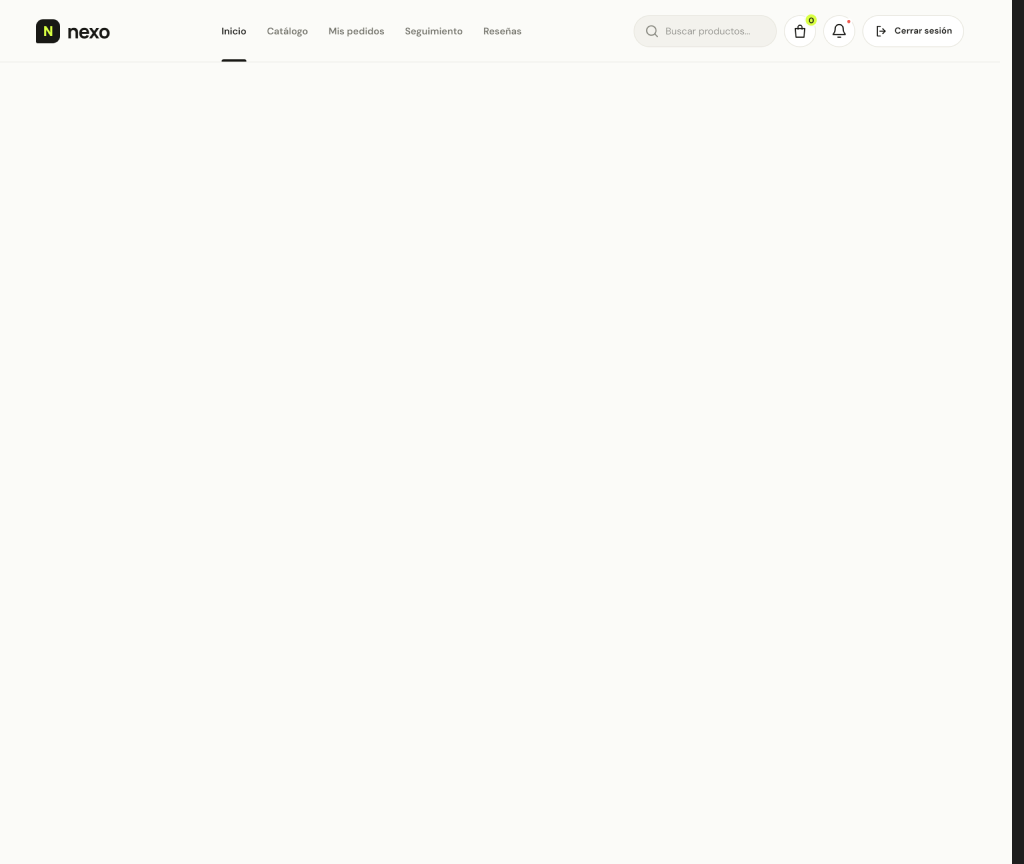 N nexo
Inicio Catálogo Mis pedidos Seguimiento Reseñas
Buscar productos...
0
Cerrar sesión